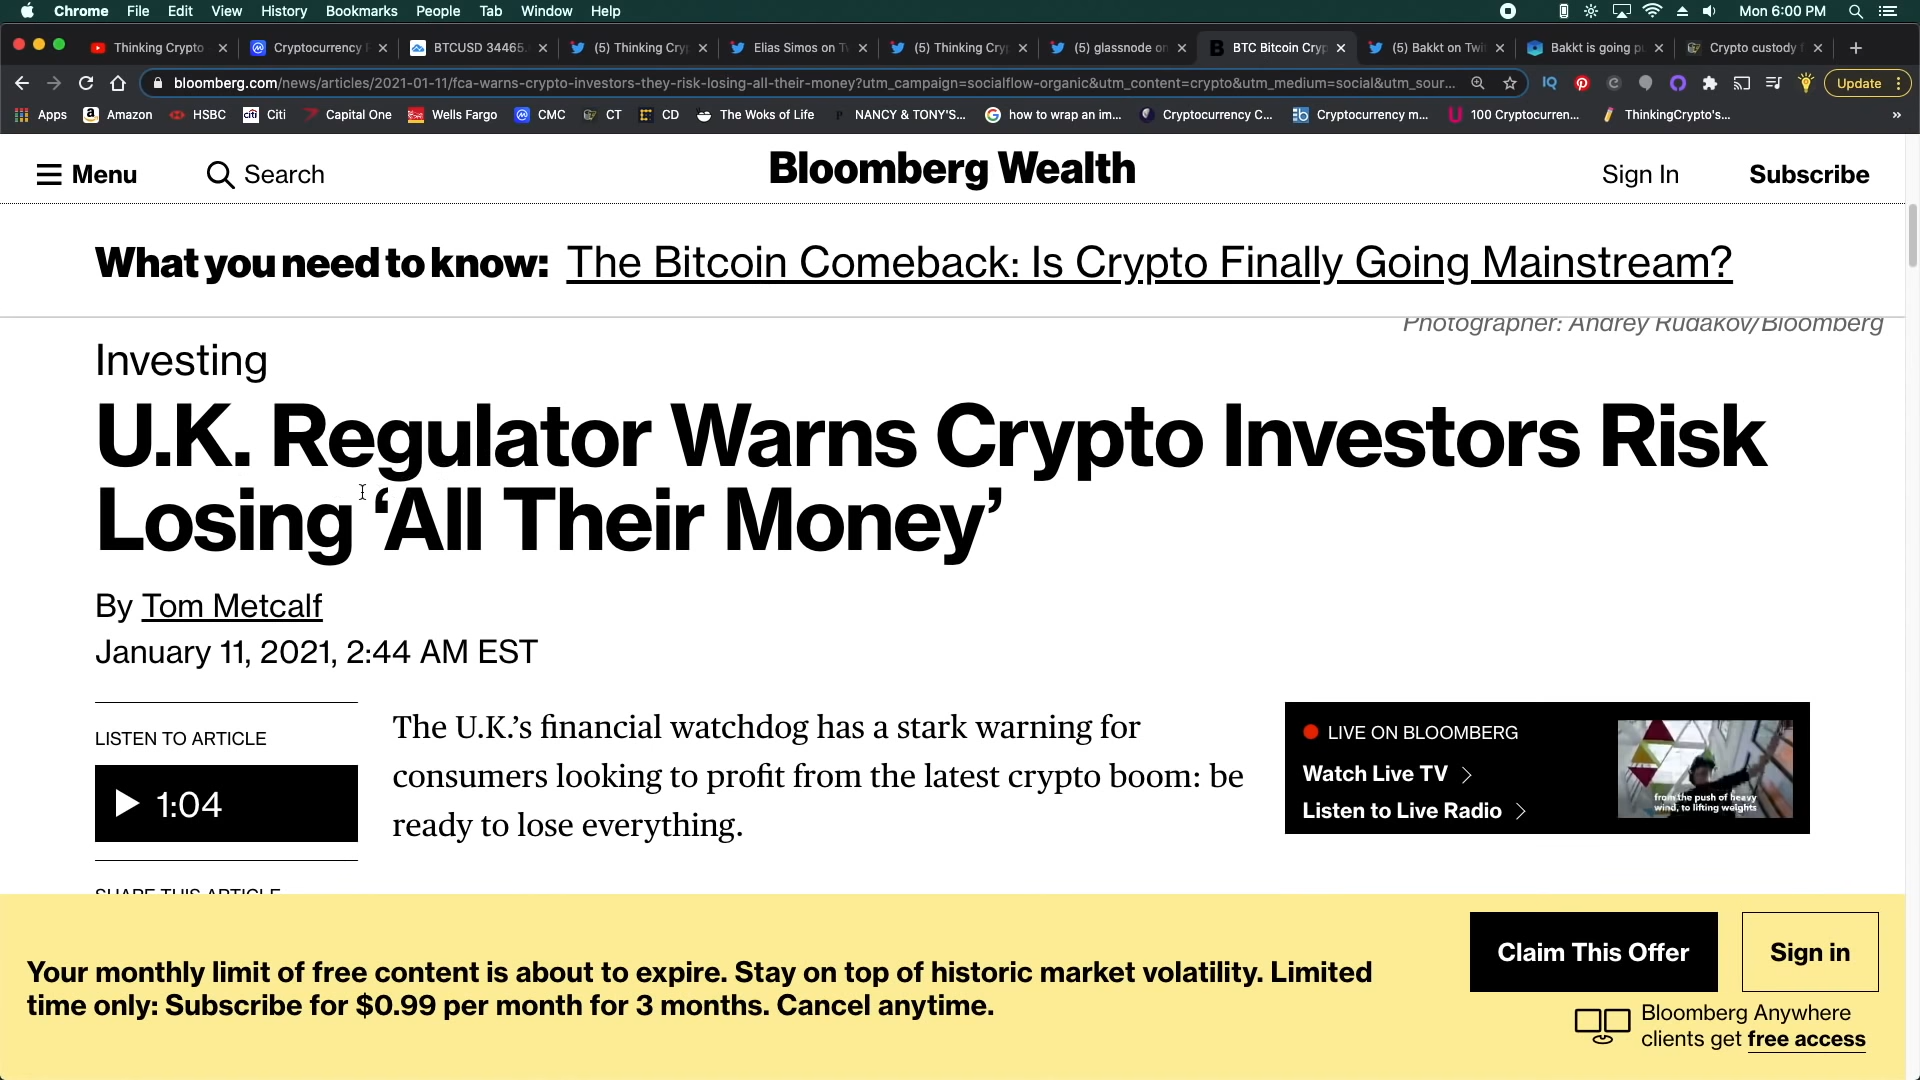 Chrome File Edit View History Bookmarks People Tab Window Help Mon 6:00 PM
Thinking Crypto Cryptocurrency BTCUSD 34465. (5) Thinking Cry Elias Simos on Tw (5) Thinking Cry (5) glassnode on BTC Bitcoin Cryp (5) Bakkt on Twi Bakkt is going pu Crypto custody f
bloomberg.com/news/articles/2021-01-11/fca-warns-crypto-investors-they-risk-losing-all-their-money?utm_campaign=socialflow-organic&utm_content=crypto&utm_medium=social&utm_sour... Update
Apps Amazon HSBC Citi Capital One Wells Fargo CMC CT CD The Woks of Life NANCY & TONY'S... how to wrap an im... Cryptocurrency C... Cryptocurrency m... 100 Cryptocurren... ThinkingCrypto's... »
Menu Search Bloomberg Wealth Sign In Subscribe
What you need to know: The Bitcoin Comeback: Is Crypto Finally Going Mainstream?
Photographer: Andrey Rudakov/Bloomberg
Investing
U.K. Regulator Warns Crypto Investors Risk
Losing ‘All Their Money’
By Tom Metcalf
January 11, 2021, 2:44 AM EST
LISTEN TO ARTICLE
1:04
SHARE THIS ARTICLE
The U.K.’s financial watchdog has a stark warning for
consumers looking to profit from the latest crypto boom: be
ready to lose everything.
LIVE ON BLOOMBERG
Watch Live TV
Listen to Live Radio
from the push of heavy
wind, to lifting weights
Your monthly limit of free content is about to expire. Stay on top of historic market volatility. Limited
time only: Subscribe for $0.99 per month for 3 months. Cancel anytime.
Claim This Offer
Sign in
Bloomberg Anywhere
clients get free access